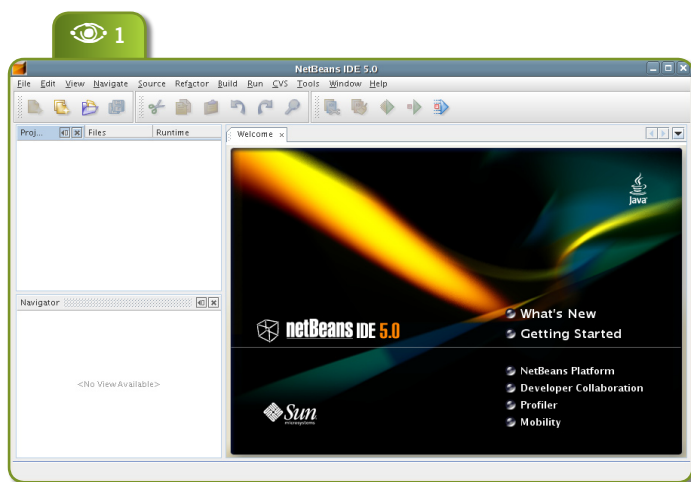 1
NetBeans IDE 5.0
File Edit View Navigate Source Refactor Build Run CVS Tools Window Help
Proj... Files Runtime
Welcome
Java
Navigator
What's New
netBeans IDE 5.0
Getting Started
<No View Available>
NetBeans Platform
Developer Collaboration
Profiler
Mobility
Sun
microsystems